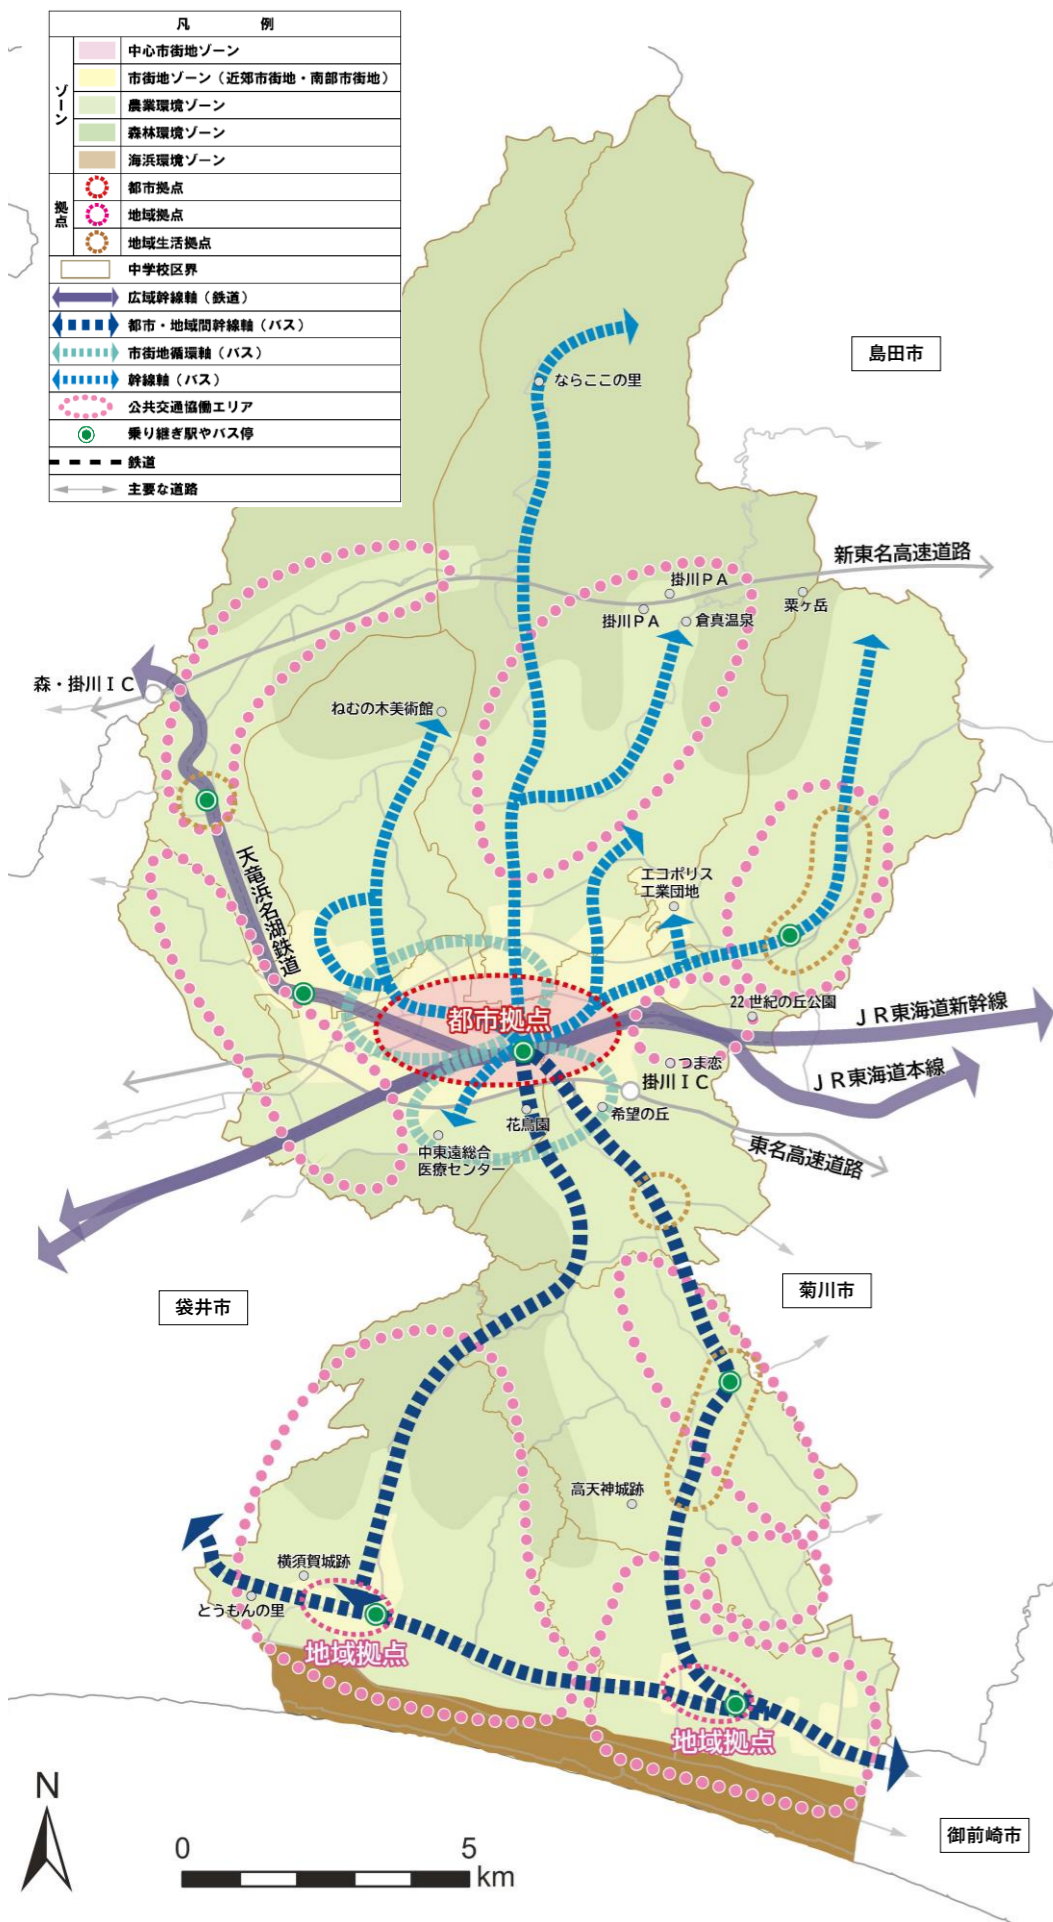 凡 例
ゾーン
中心市街地ゾーン
市街地ゾーン（近郊市街地・南部市街地）
農業環境ゾーン
森林環境ゾーン
海浜環境ゾーン
拠点
都市拠点
地域拠点
地域生活拠点
中学校区界
広域幹線軸（鉄道）
都市・地域間幹線軸（バス）
市街地循環軸（バス）
幹線軸（バス）
公共交通協働エリア
乗り継ぎ駅やバス停
鉄道
主要な道路
島田市
ならここの里
新東名高速道路
掛川ＰＡ
粟ヶ岳
掛川ＰＡ
倉真温泉
森・掛川ＩＣ
ねむの木美術館
天竜浜名湖鉄道
エコポリス
工業団地
22世紀の丘公園
ＪＲ東海道新幹線
都市拠点
つま恋
ＪＲ東海道本線
掛川ＩＣ
花鳥園
希望の丘
中東遠総合
医療センター
東名高速道路
菊川市
袋井市
高天神城跡
横須賀城跡
とうもんの里
地域拠点
地域拠点
御前崎市
N
0
5
km